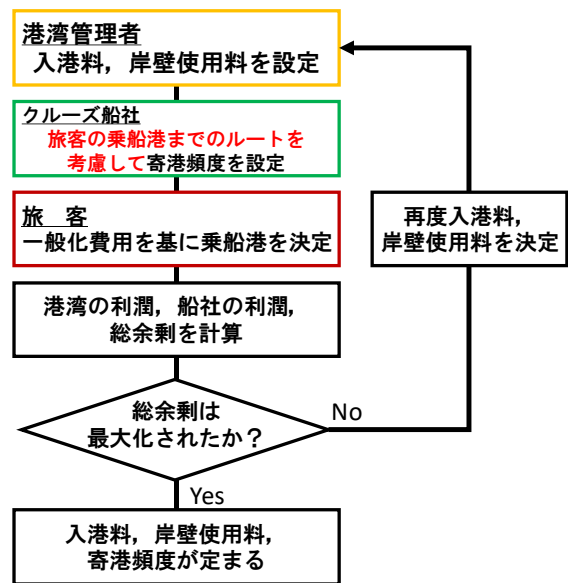 港湾管理者
入港料，岸壁使用料を設定
クルーズ船社
旅客の乗船港までのルートを
考慮して寄港頻度を設定
旅　客
一般化費用を基に乗船港を決定
再度入港料，
岸壁使用料を決定
港湾の利潤，船社の利潤，
総余剰を計算
総余剰は
最大化されたか？
No
Yes
入港料，岸壁使用料，
寄港頻度が定まる